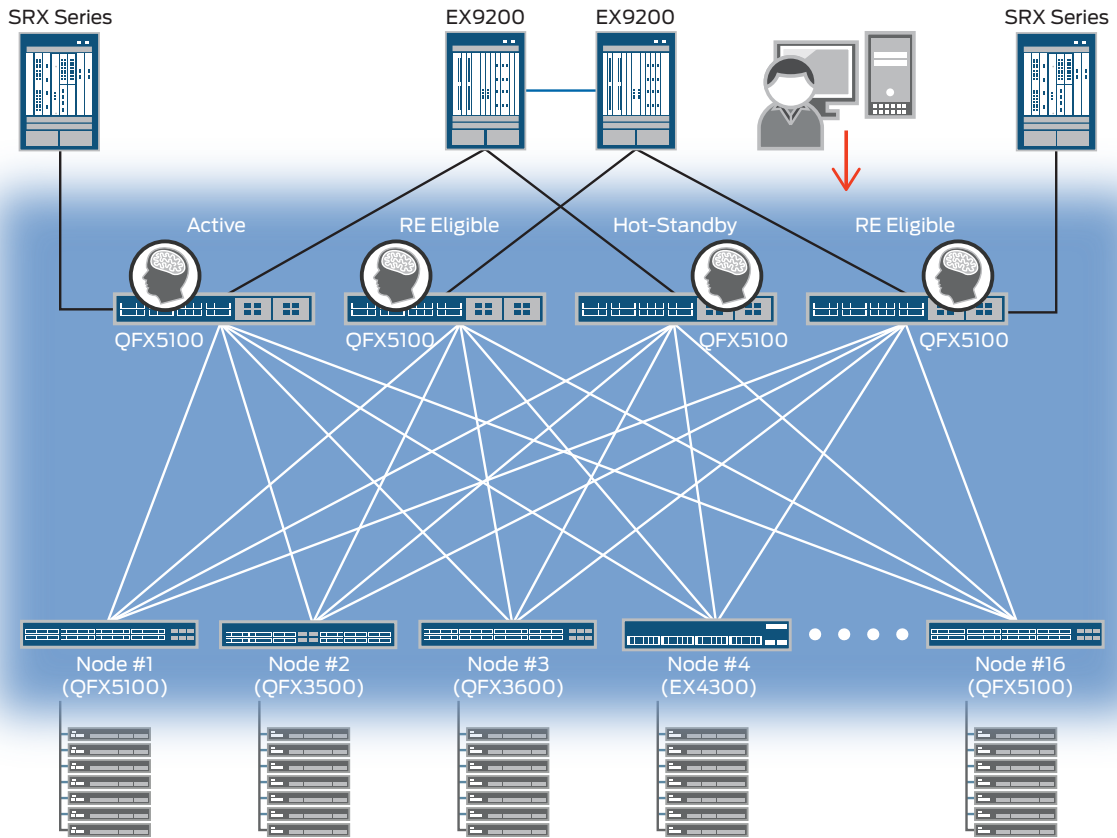 SRX Series
EX9200
EX9200
SRX Series
Active
RE Eligible
Hot-Standby
RE Eligible
QFX5100
QFX5100
QFX5100
QFX5100
Node #1
(QFX5100)
Node #2
(QFX3500)
Node #3
(QFX3600)
Node #4
(EX4300)
Node #16
(QFX5100)